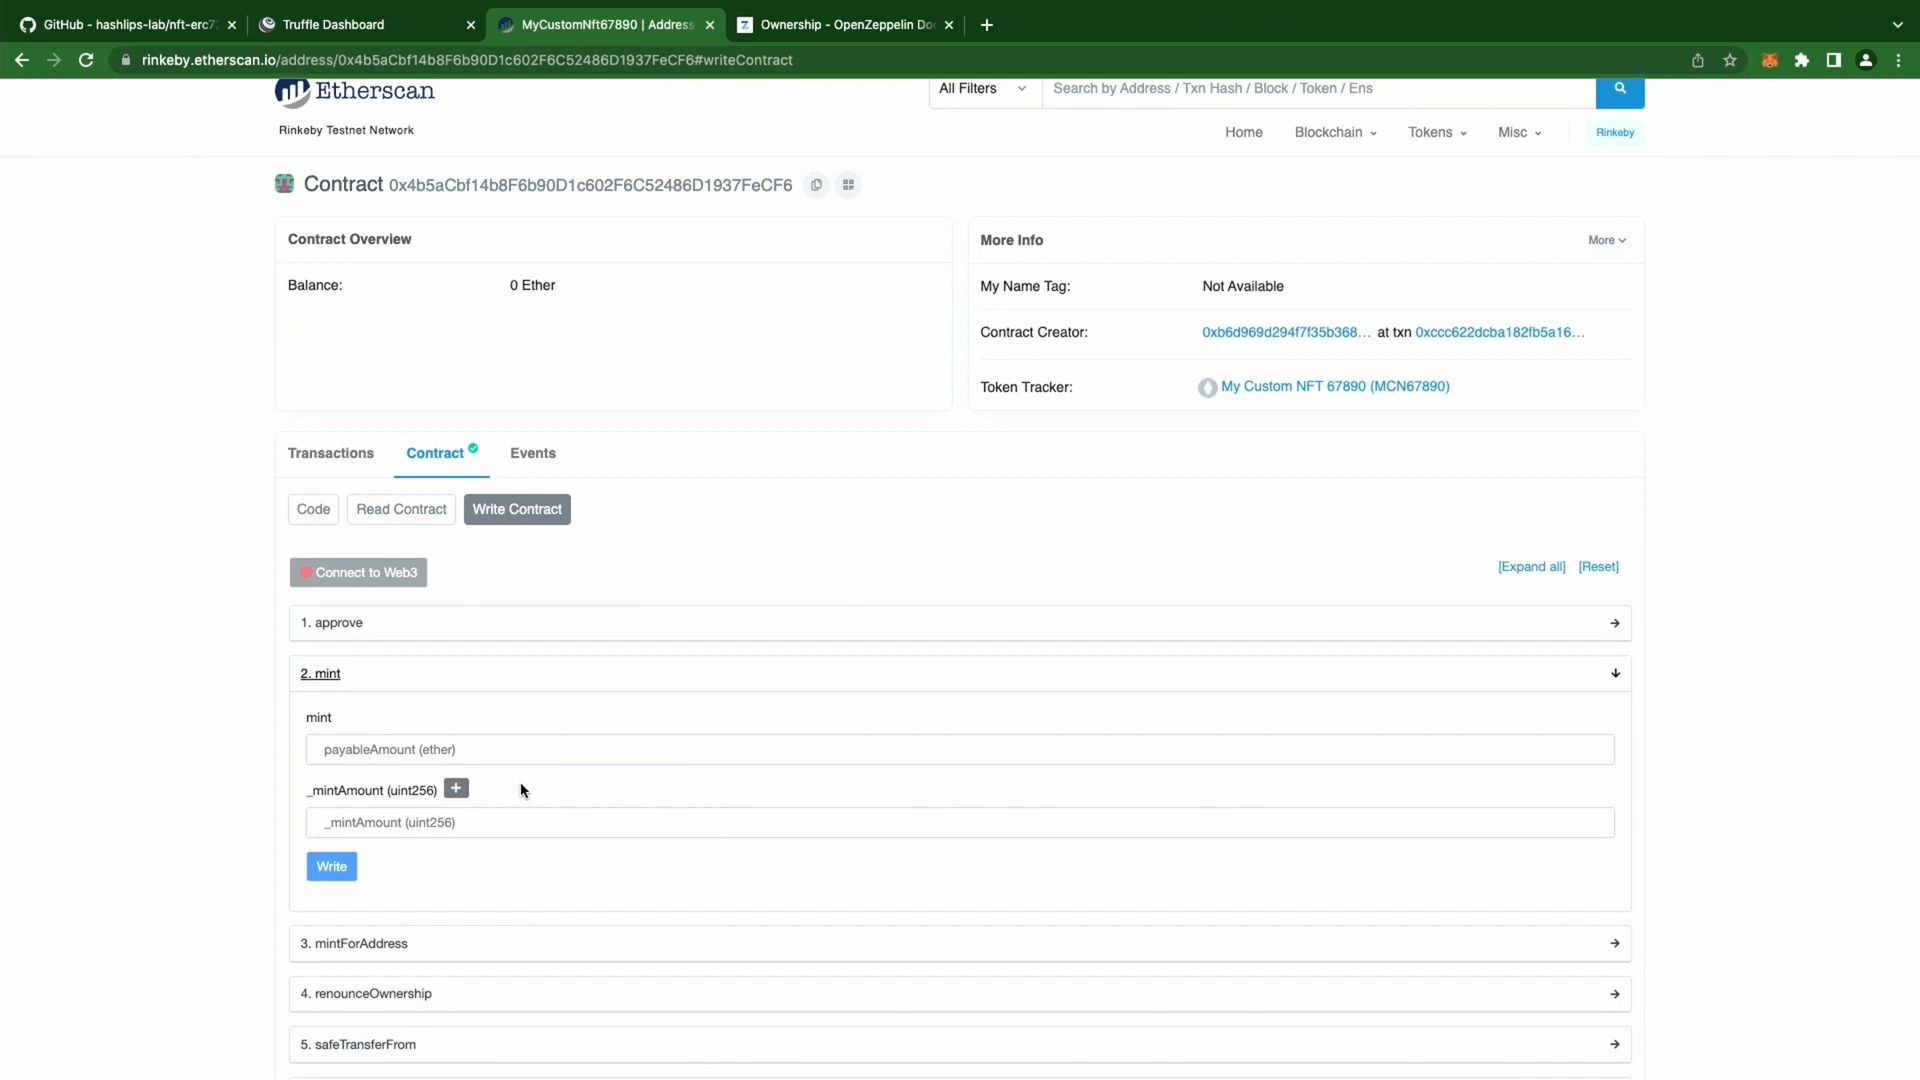 GitHub - hashlips-lab/nft-erc72
Truffle Dashboard
MyCustomNft67890 | Address
Ownership - OpenZeppelin Do
rinkeby.etherscan.io/address/0x4b5aCbf14b8F6b90D1c602F6C52486D1937FeCF6#writeContract
Etherscan
All Filters
Search by Address / Txn Hash / Block / Token / Ens
Rinkeby Testnet Network
Home
Blockchain
Tokens
Misc
Rinkeby
Contract 0x4b5aCbf14b8F6b90D1c602F6C52486D1937FeCF6
Contract Overview
Balance:
0 Ether
More Info
More
My Name Tag:
Not Available
Contract Creator:
0xb6d969d294f7f35b368... at txn 0xccc622dcba182fb5a16...
Token Tracker:
My Custom NFT 67890 (MCN67890)
Transactions
Contract
Events
Code
Read Contract
Write Contract
Connect to Web3
[Expand all]
[Reset]
1. approve
2. mint
mint
payableAmount (ether)
_mintAmount (uint256)
+
_mintAmount (uint256)
Write
3. mintForAddress
4. renounceOwnership
5. safeTransferFrom